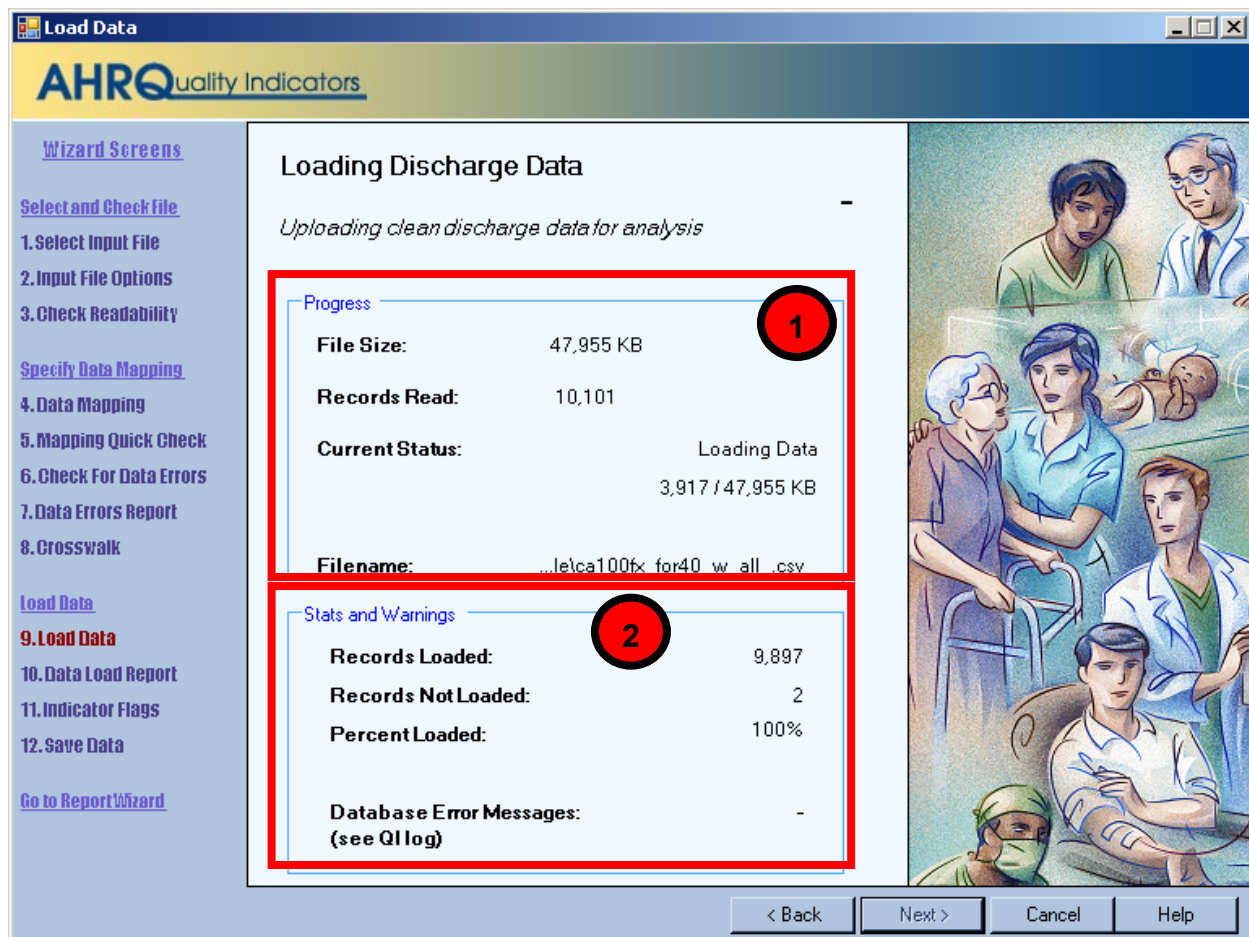 Load Data
AHRQuality Indicators
Wizard Screens
Select and Check File
1. Select Input File
2. Input File Options
3. Check Readability
Specify Data Mapping
4. Data Mapping
5. Mapping Quick Check
6. Check For Data Errors
7. Data Errors Report
8. Crosswalk
Load Data
9. Load Data
10. Data Load Report
11. Indicator Flags
12. Save Data
Go to Report Wizard
Loading Discharge Data
-
Uploading clean discharge data for analysis
Progress
1
File Size: 47,955 KB
Records Read: 10,101
Current Status: Loading Data
3,917 / 47,955 KB
Filename: ...le\ca100fx_for40_w_all_.csv
Stats and Warnings
2
Records Loaded: 9,897
Records Not Loaded: 2
Percent Loaded: 100%
Database Error Messages: -
(see QI log)
< Back Next > Cancel Help